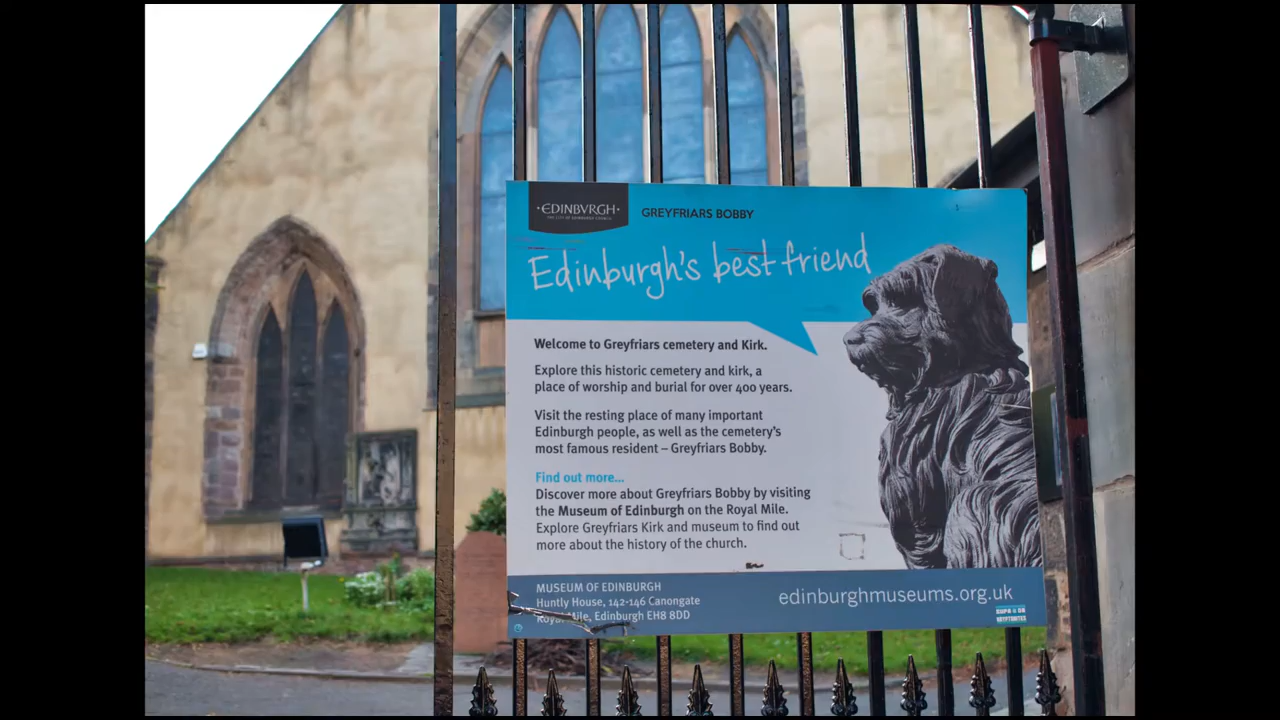 ·EDINBVRGH·
THE CITY OF EDINBURGH COUNCIL
GREYFRIARS BOBBY
Edinburgh's best friend
Welcome to Greyfriars cemetery and Kirk.
Explore this historic cemetery and kirk, a
place of worship and burial for over 400 years.
Visit the resting place of many important
Edinburgh people, as well as the cemetery's
most famous resident – Greyfriars Bobby.
Find out more...
Discover more about Greyfriars Bobby by visiting
the Museum of Edinburgh on the Royal Mile.
Explore Greyfriars Kirk and museum to find out
more about the history of the church.
MUSEUM OF EDINBURGH
Huntly House, 142-146 Canongate
Royal Mile, Edinburgh EH8 8DD
edinburghmuseums.org.uk